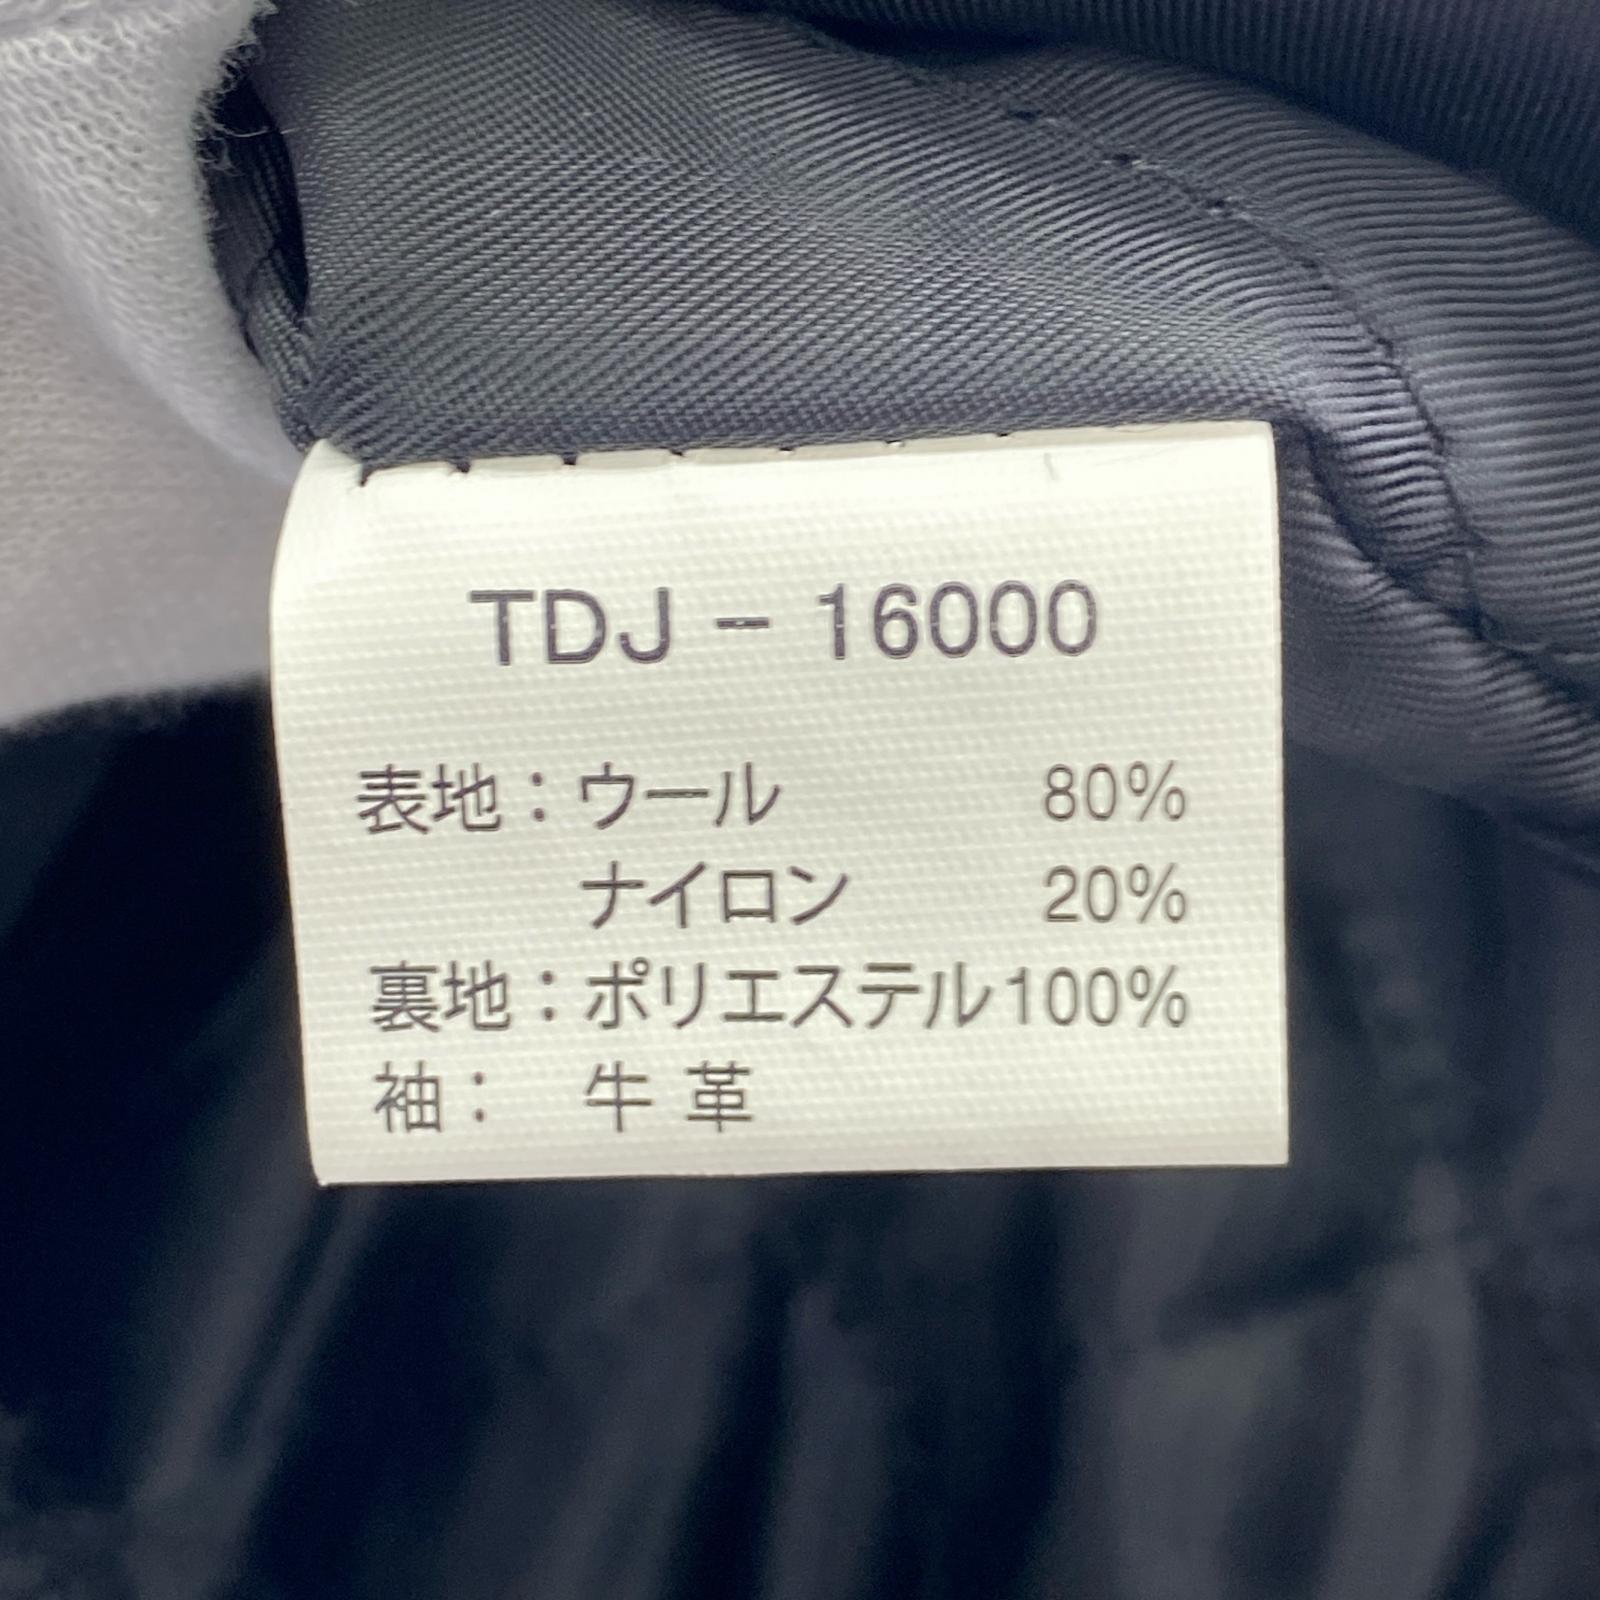 TDJ - 16000
表地：ウール 80%
ナイロン 20%
裏地：ポリエステル100%
袖： 牛 革